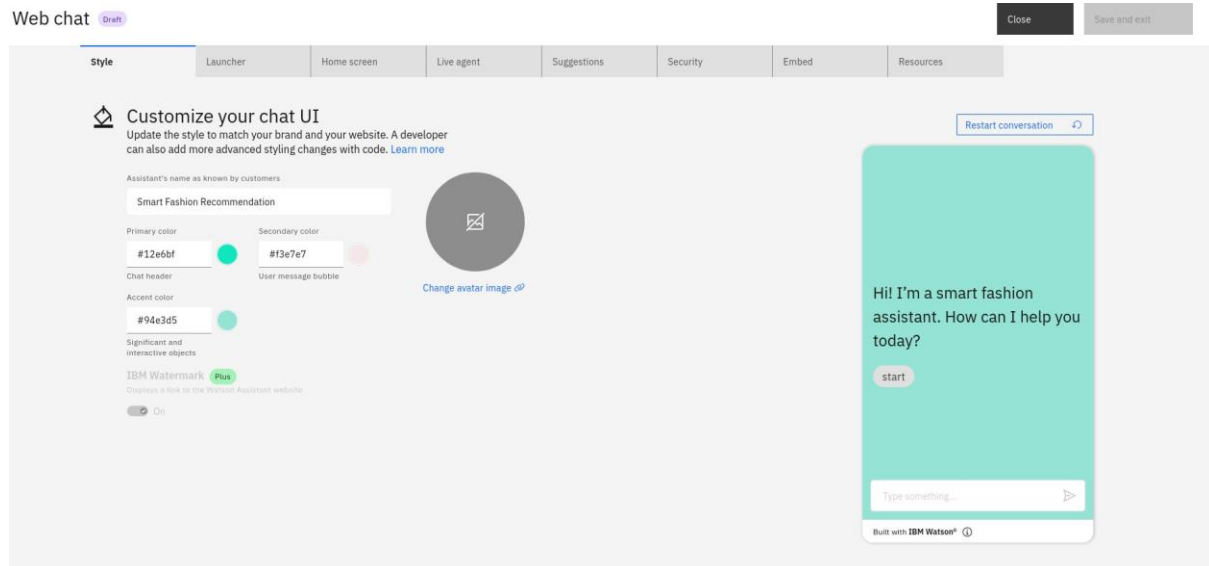 Web chat Draft
Close
Save and exit
Style
Launcher
Home screen
Live agent
Suggestions
Security
Embed
Resources
Customize your chat UI
Update the style to match your brand and your website. A developer
can also add more advanced styling changes with code. Learn more
Restart conversation
Assistant's name as known by customers
Smart Fashion Recommendation
Primary color
Secondary color
#12e6bf
#f3e7e7
Chat header
User message bubble
Change avatar image
Accent color
#94e3d5
Significant and
interactive objects
IBM Watermark Plus
Displays a link to the Watson Assistant website.
On
Hi! I'm a smart fashion
assistant. How can I help you
today?
start
Type something...
Built with IBM Watson®